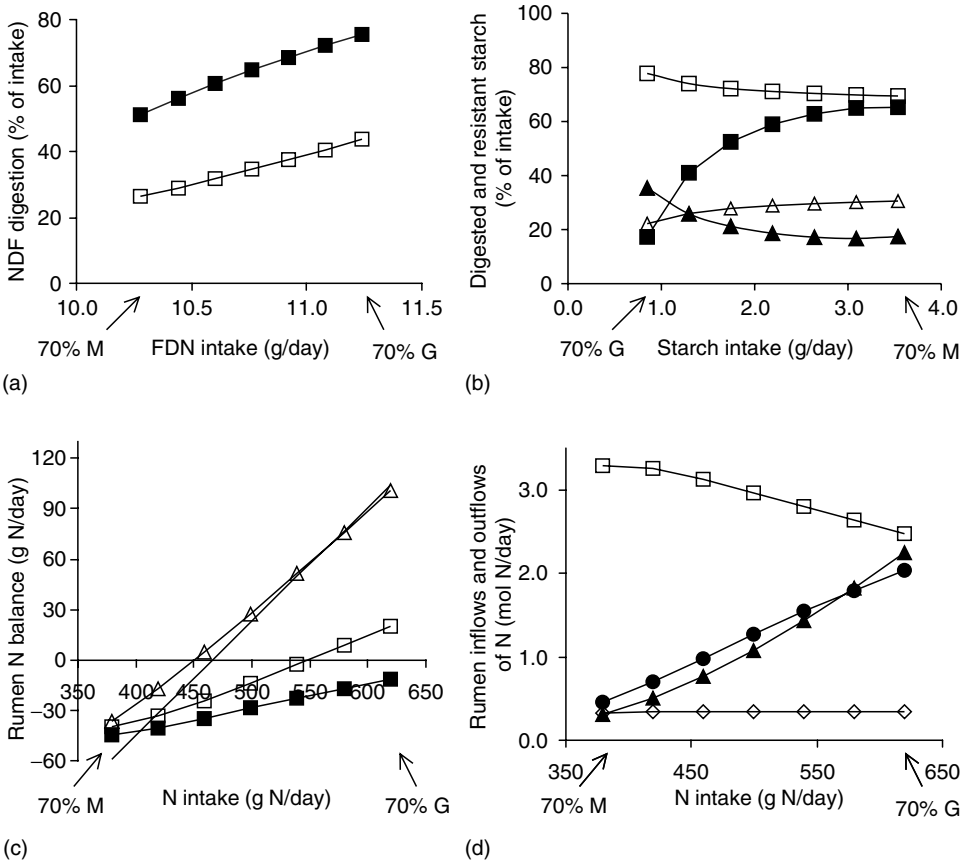 NDF digestion (% of intake)
80
60
40
20
0
10.0
10.5
11.0
11.5
70% M
FDN intake (g/day)
70% G
(a)
Digested and resistant starch
(% of intake)
100
80
60
40
20
0
0.0
1.0
2.0
3.0
4.0
70% G
Starch intake (g/day)
70% M
(b)
Rumen N balance (g N/day)
120
90
60
30
0
−30
−60
350
400
450
500
550
600
650
70% M
N intake (g N/day)
70% G
(c)
Rumen inflows and outflows
of N (mol N/day)
3.0
2.0
1.0
0.0
350
450
550
650
70% M
N intake (g N/day)
70% G
(d)